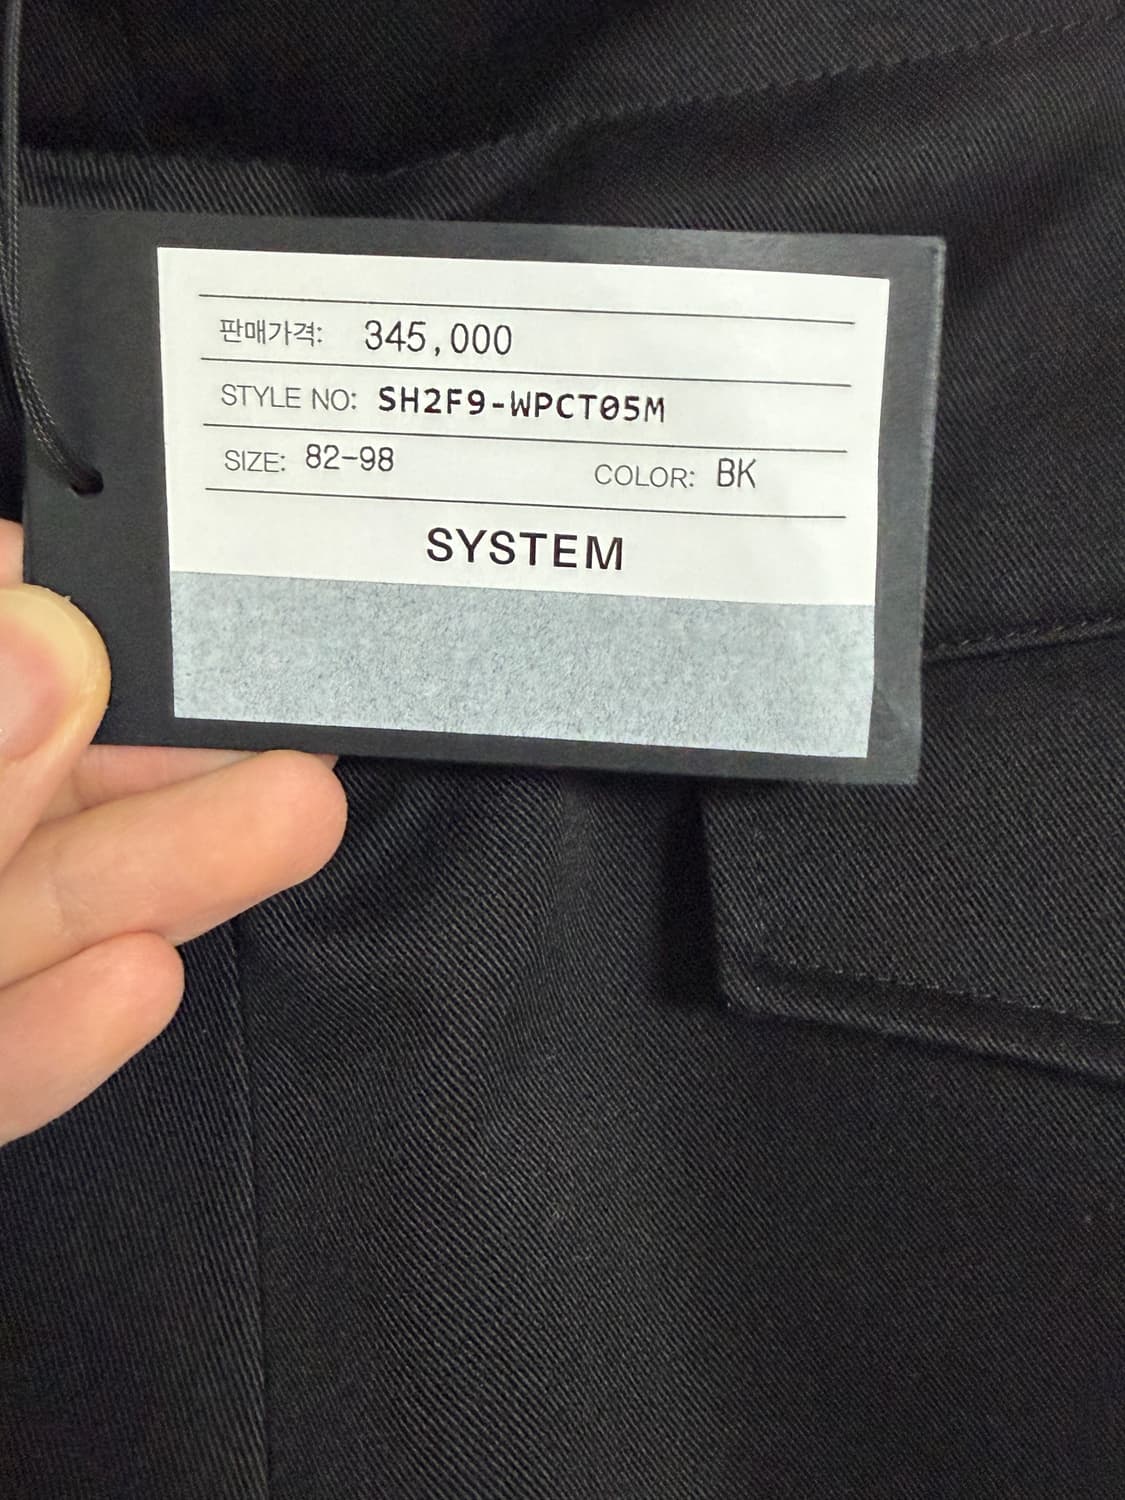 판매가격: 345,000
STYLE NO: SH2F9-WPCT05M
SIZE: 82-98 COLOR: BK
SYSTEM